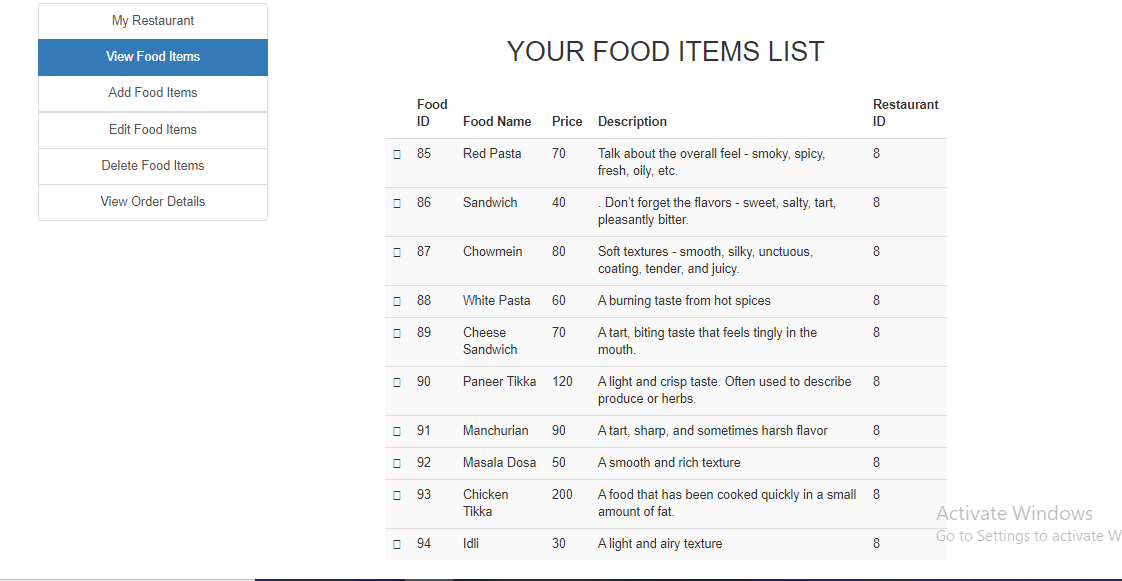 My Restaurant
View Food Items
Add Food Items
Edit Food Items
Delete Food Items
View Order Details
YOUR FOOD ITEMS LIST
Food ID Food Name Price Description Restaurant ID
85 Red Pasta 70 Talk about the overall feel - smoky, spicy, 8
fresh, oily, etc.
86 Sandwich 40 . Don't forget the flavors - sweet, salty, tart, 8
pleasantly bitter.
87 Chowmein 80 Soft textures - smooth, silky, unctuous, 8
coating, tender, and juicy.
88 White Pasta 60 A burning taste from hot spices 8
89 Cheese 70 A tart, biting taste that feels tingly in the 8
Sandwich mouth.
90 Paneer Tikka 120 A light and crisp taste. Often used to describe 8
produce or herbs.
91 Manchurian 90 A tart, sharp, and sometimes harsh flavor 8
92 Masala Dosa 50 A smooth and rich texture 8
93 Chicken 200 A food that has been cooked quickly in a small 8
Tikka amount of fat.
94 Idli 30 A light and airy texture 8
Activate Windows
Go to Settings to activate W